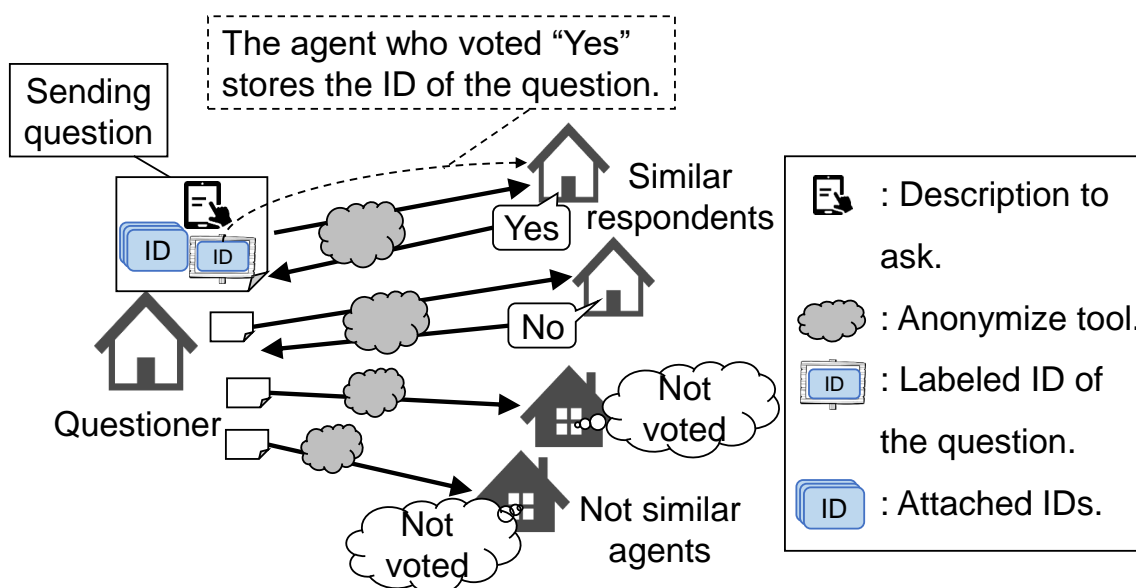 The agent who voted “Yes”
stores the ID of the question.
Sending
question
ID
ID
Similar
respondents
Yes
No
Questioner
Not
voted
Not
voted
Not similar
agents
: Description to
ask.
: Anonymize tool.
ID
: Labeled ID of
the question.
ID
: Attached IDs.